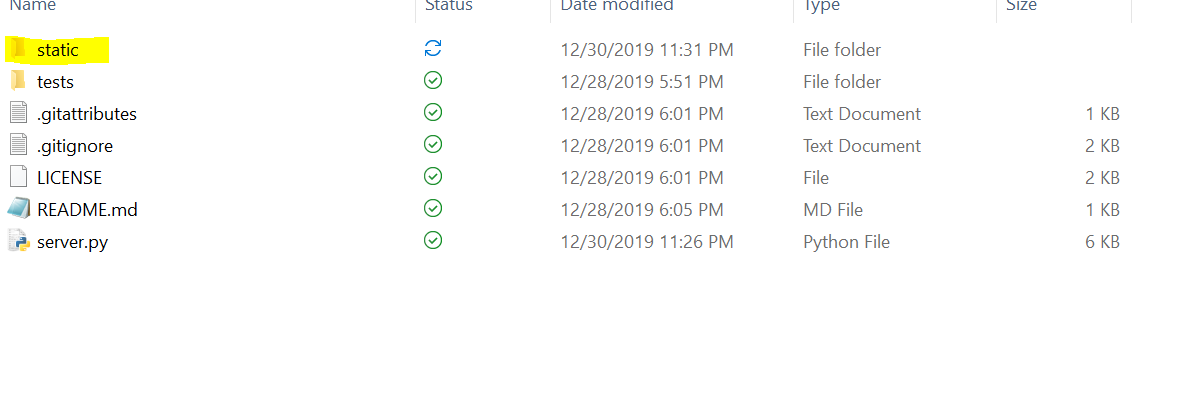 Name Status Date modified Type Size
static 12/30/2019 11:31 PM File folder
tests 12/28/2019 5:51 PM File folder
.gitattributes 12/28/2019 6:01 PM Text Document 1 KB
.gitignore 12/28/2019 6:01 PM Text Document 2 KB
LICENSE 12/28/2019 6:01 PM File 2 KB
README.md 12/28/2019 6:05 PM MD File 1 KB
server.py 12/30/2019 11:26 PM Python File 6 KB